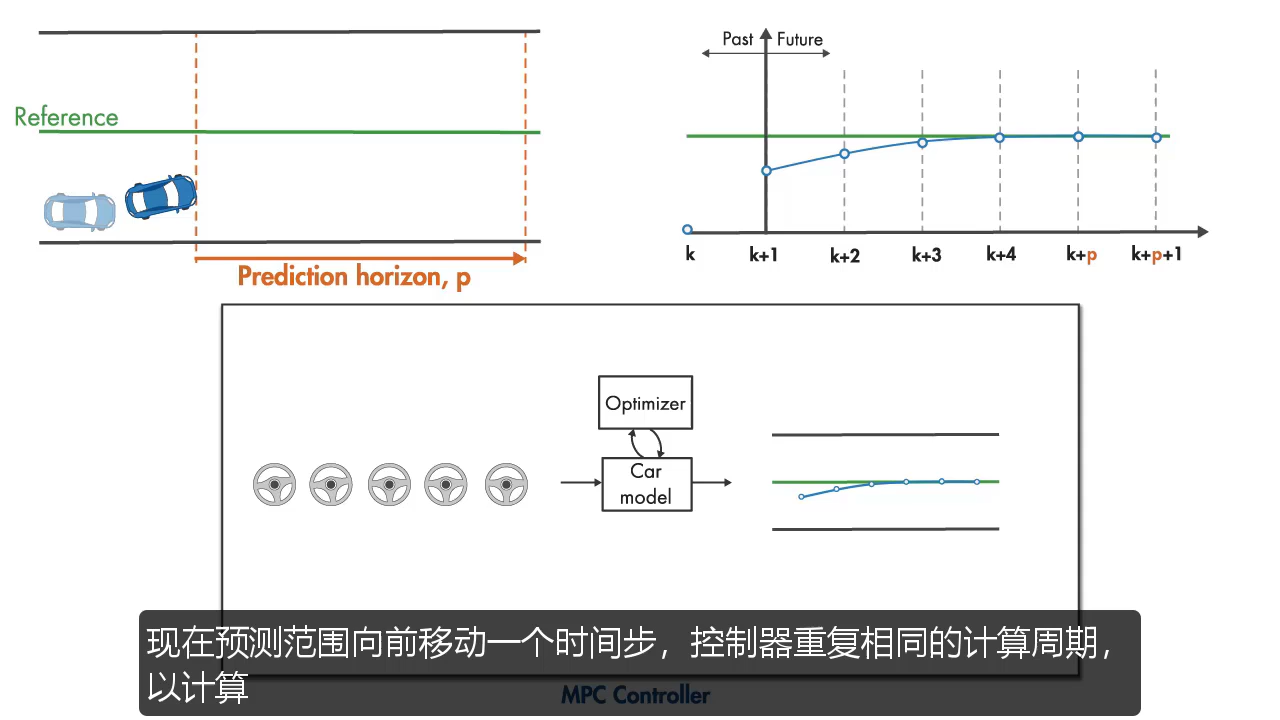 Reference
Prediction horizon, p
Past Future
k k+1 k+2 k+3 k+4 k+p k+p+1
Optimizer
Car
model
现在预测范围向前移动一个时间步，控制器重复相同的计算周期，
以计算
MPC Controller